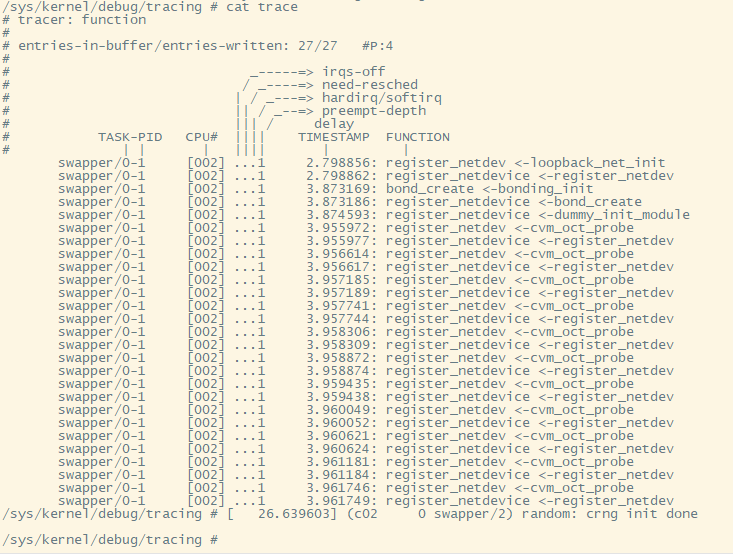 /sys/kernel/debug/tracing # cat trace
# tracer: function
#
# entries-in-buffer/entries-written: 27/27   #P:4
#
#                              _-----=> irqs-off
#                             / _----=> need-resched
#                            | / _---=> hardirq/softirq
#                            || / _--=> preempt-depth
#                            ||| /     delay
#           TASK-PID   CPU#  ||||    TIMESTAMP  FUNCTION
#              | |       |   ||||       |         |
       swapper/0-1     [002] ...1     2.798856: register_netdev <-loopback_net_init
       swapper/0-1     [002] ...1     2.798862: register_netdevice <-register_netdev
       swapper/0-1     [002] ...1     3.873169: bond_create <-bonding_init
       swapper/0-1     [002] ...1     3.873186: register_netdevice <-bond_create
       swapper/0-1     [002] ...1     3.874593: register_netdevice <-dummy_init_module
       swapper/0-1     [002] ...1     3.955972: register_netdev <-cvm_oct_probe
       swapper/0-1     [002] ...1     3.955977: register_netdevice <-register_netdev
       swapper/0-1     [002] ...1     3.956614: register_netdev <-cvm_oct_probe
       swapper/0-1     [002] ...1     3.956617: register_netdevice <-register_netdev
       swapper/0-1     [002] ...1     3.957185: register_netdev <-cvm_oct_probe
       swapper/0-1     [002] ...1     3.957189: register_netdevice <-register_netdev
       swapper/0-1     [002] ...1     3.957741: register_netdev <-cvm_oct_probe
       swapper/0-1     [002] ...1     3.957744: register_netdevice <-register_netdev
       swapper/0-1     [002] ...1     3.958306: register_netdev <-cvm_oct_probe
       swapper/0-1     [002] ...1     3.958309: register_netdevice <-register_netdev
       swapper/0-1     [002] ...1     3.958872: register_netdev <-cvm_oct_probe
       swapper/0-1     [002] ...1     3.958874: register_netdevice <-register_netdev
       swapper/0-1     [002] ...1     3.959435: register_netdev <-cvm_oct_probe
       swapper/0-1     [002] ...1     3.959438: register_netdevice <-register_netdev
       swapper/0-1     [002] ...1     3.960049: register_netdev <-cvm_oct_probe
       swapper/0-1     [002] ...1     3.960052: register_netdevice <-register_netdev
       swapper/0-1     [002] ...1     3.960621: register_netdev <-cvm_oct_probe
       swapper/0-1     [002] ...1     3.960624: register_netdevice <-register_netdev
       swapper/0-1     [002] ...1     3.961181: register_netdev <-cvm_oct_probe
       swapper/0-1     [002] ...1     3.961184: register_netdevice <-register_netdev
       swapper/0-1     [002] ...1     3.961746: register_netdev <-cvm_oct_probe
       swapper/0-1     [002] ...1     3.961749: register_netdevice <-register_netdev
/sys/kernel/debug/tracing # [   26.639603] (c02     0 swapper/2) random: crng init done

/sys/kernel/debug/tracing #